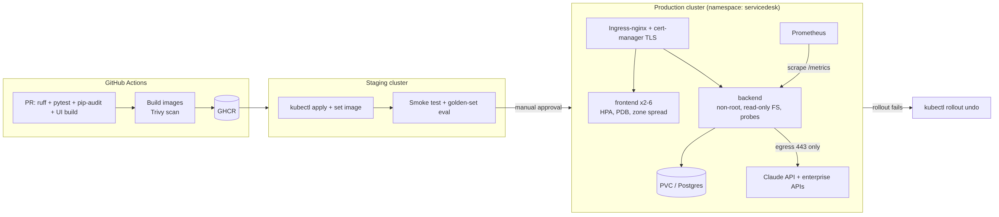 GitHub Actions
PR: ruff + pytest + pip-audit
+ UI build
Build images
Trivy scan
GHCR
Staging cluster
kubectl apply + set image
Smoke test + golden-set
eval
manual approval
Production cluster (namespace: servicedesk)
Ingress-nginx + cert-
manager TLS
Prometheus
scrape /metrics
frontend x2-6
HPA, PDB, zone spread
backend
non-root, read-only FS,
probes
egress 443 only
PVC / Postgres
Claude API + enterprise
APIs
rollout fails
kubectl rollout undo